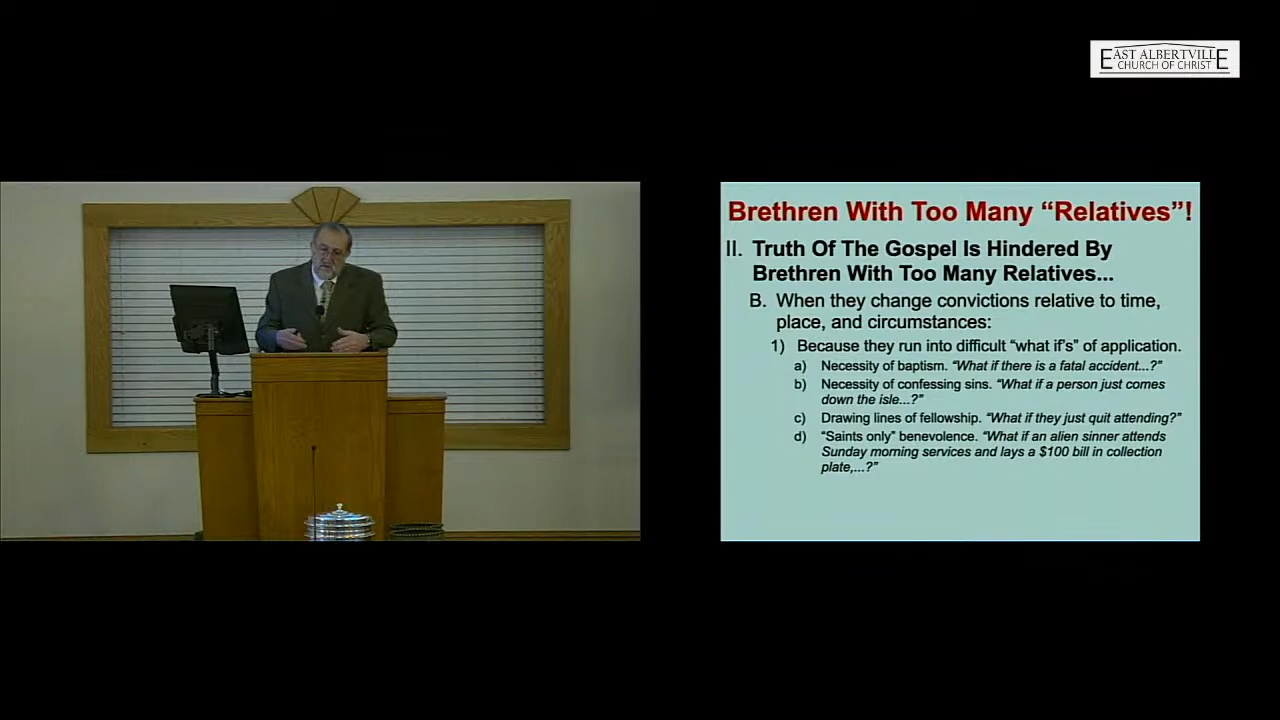 EAST ALBERTVILLE
CHURCH OF CHRIST
Brethren With Too Many “Relatives”!
II. Truth Of The Gospel Is Hindered By
Brethren With Too Many Relatives...
B. When they change convictions relative to time,
place, and circumstances:
1) Because they run into difficult “what if’s” of application.
a) Necessity of baptism. “What if there is a fatal accident...?”
b) Necessity of confessing sins. “What if a person just comes
down the isle...?”
c) Drawing lines of fellowship. “What if they just quit attending?”
d) “Saints only” benevolence. “What if an alien sinner attends
Sunday morning services and lays a $100 bill in collection
plate,...?”